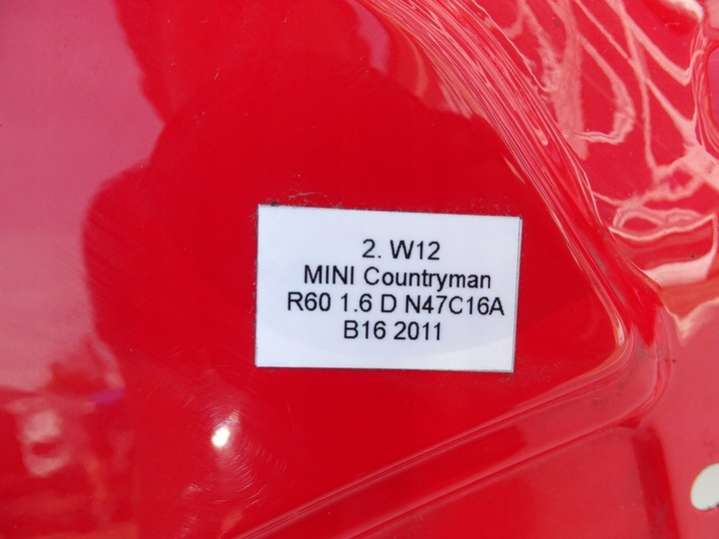 2. W12
MINI Countryman
R60 1.6 D N47C16A
B16 2011